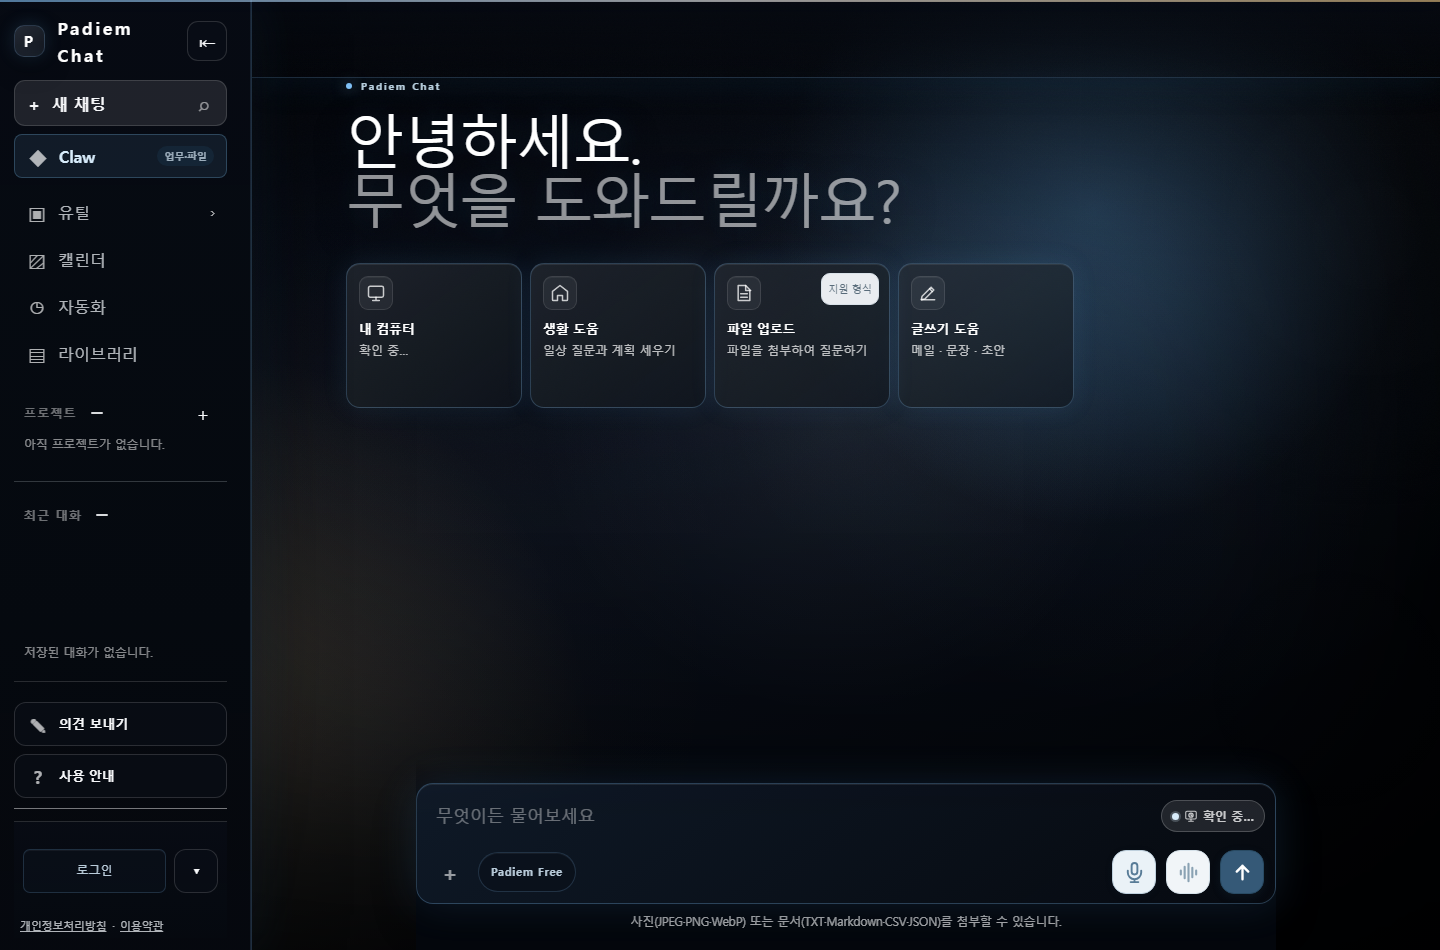 P
Padiem
Chat
+ 새 채팅
Claw
업무·파일
유틸
캘린더
자동화
라이브러리
프로젝트
아직 프로젝트가 없습니다.
최근 대화
저장된 대화가 없습니다.
의견 보내기
? 사용 안내
로그인
개인정보처리방침 · 이용약관
Padiem Chat
안녕하세요.
무엇을 도와드릴까요?
내 컴퓨터
확인 중...
생활 도움
일상 질문과 계획 세우기
지원 형식
파일 업로드
파일을 첨부하여 질문하기
글쓰기 도움
메일 · 문장 · 초안
무엇이든 물어보세요
확인 중...
+ Padiem Free
사진(JPEG·PNG·WebP) 또는 문서(TXT·Markdown·CSV·JSON)를 첨부할 수 있습니다.